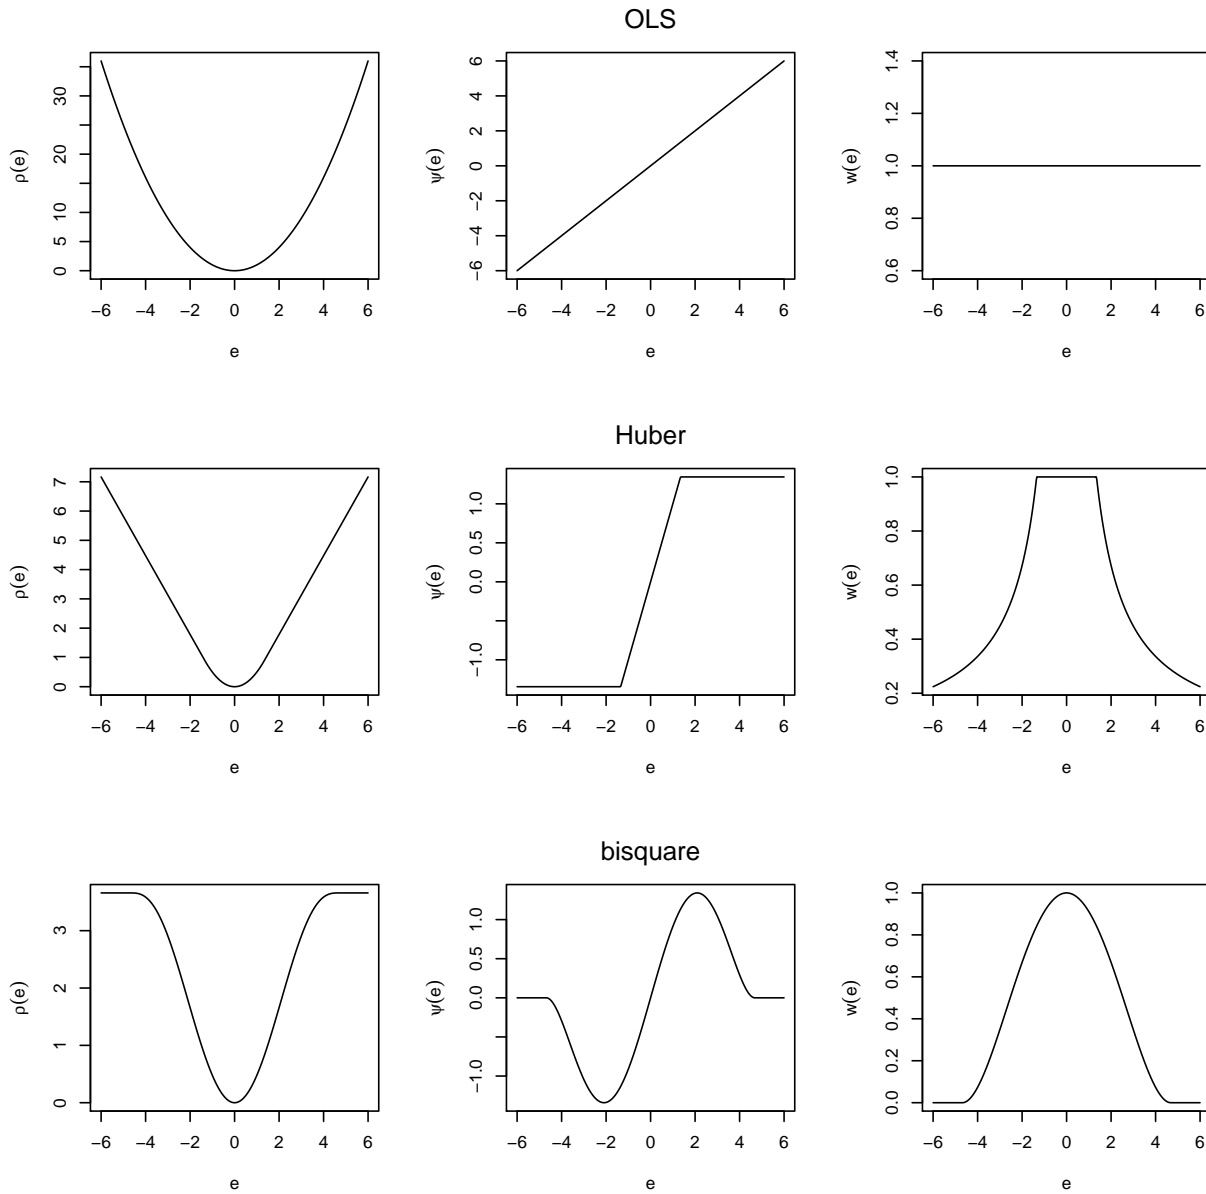 OLS
ρ(e)
0 5 10 20 30
−6 −4 −2 0 2 4 6
e
ψ(e)
−6 −4 −2 0 2 4 6
−6 −4 −2 0 2 4 6
e
w(e)
0.6 0.8 1.0 1.2 1.4
−6 −4 −2 0 2 4 6
e
Huber
ρ(e)
0 1 2 3 4 5 6 7
−6 −4 −2 0 2 4 6
e
ψ(e)
−1.0 0.0 0.5 1.0
−6 −4 −2 0 2 4 6
e
w(e)
0.2 0.4 0.6 0.8 1.0
−6 −4 −2 0 2 4 6
e
bisquare
ρ(e)
0 1 2 3
−6 −4 −2 0 2 4 6
e
ψ(e)
−1.0 0.0 0.5 1.0
−6 −4 −2 0 2 4 6
e
w(e)
0.0 0.2 0.4 0.6 0.8 1.0
−6 −4 −2 0 2 4 6
e